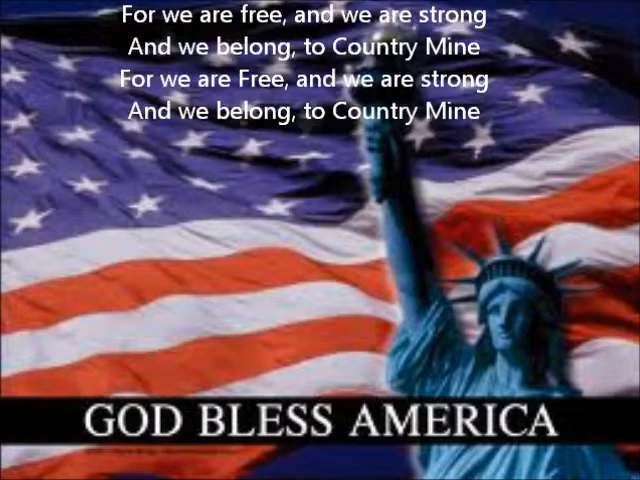 For we are free, and we are strong
And we belong, to Country Mine
For we are Free, and we are strong
And we belong, to Country Mine
GOD BLESS AMERICA